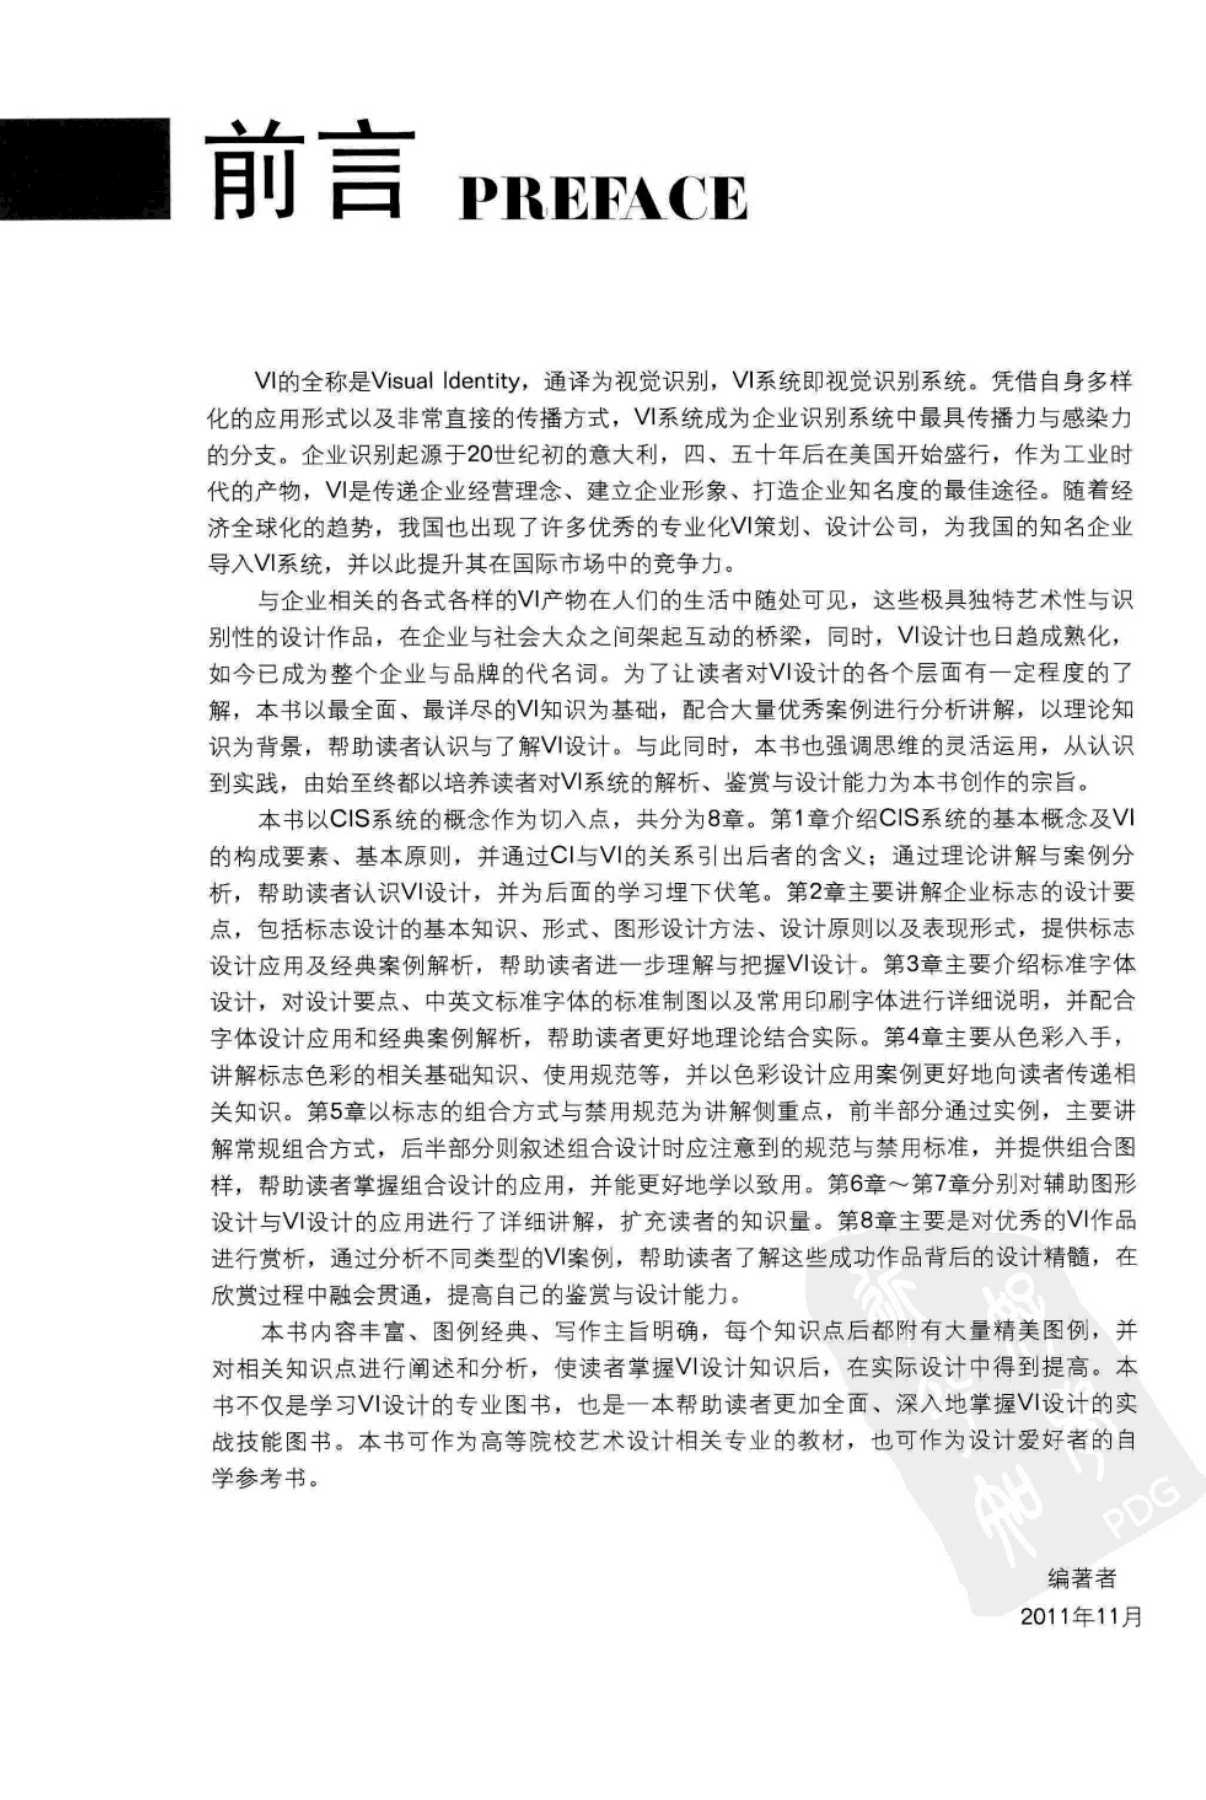 前言 PREFACE
VI的全称是Visual Identity，通译为视觉识别，VI系统即视觉识别系统。凭借自身多样
化的应用形式以及非常直接的传播方式，VI系统成为企业识别系统中最具传播力与感染力
的分支。企业识别起源于20世纪初的意大利，四、五十年后在美国开始盛行，作为工业时
代的产物，VI是传递企业经营理念、建立企业形象、打造企业知名度的最佳途径。随着经
济全球化的趋势，我国也出现了许多优秀的专业化VI策划、设计公司，为我国的知名企业
导入VI系统，并以此提升其在国际市场中的竞争力。
与企业相关的各式各样的VI产物在人们的生活中随处可见，这些极具独特艺术性与识
别性的设计作品，在企业与社会大众之间架起互动的桥梁，同时，VI设计也日趋成熟化，
如今已成为整个企业与品牌的代名词。为了让读者对VI设计的各个层面有一定程度的了
解，本书以最全面、最详尽的VI知识为基础，配合大量优秀案例进行分析讲解，以理论知
识为背景，帮助读者认识与了解VI设计。与此同时，本书也强调思维的灵活运用，从认识
到实践，由始至终都以培养读者对VI系统的解析、鉴赏与设计能力为本书创作的宗旨。
本书以CIS系统的概念作为切入点，共分为8章。第1章介绍CIS系统的基本概念及VI
的构成要素、基本原则，并通过CI与VI的关系引出后者的含义；通过理论讲解与案例分
析，帮助读者认识VI设计，并为后面的学习埋下伏笔。第2章主要讲解企业标志的设计要
点，包括标志设计的基本知识、形式、图形设计方法、设计原则以及表现形式，提供标志
设计应用及经典案例解析，帮助读者进一步理解与把握VI设计。第3章主要介绍标准字体
设计，对设计要点、中英文标准字体的标准制图以及常用印刷字体进行详细说明，并配合
字体设计应用和经典案例解析，帮助读者更好地理论结合实际。第4章主要从色彩入手，
讲解标志色彩的相关基础知识、使用规范等，并以色彩设计应用案例更好地向读者传递相
关知识。第5章以标志的组合方式与禁用规范为讲解侧重点，前半部分通过实例，主要讲
解常规组合方式，后半部分则叙述组合设计时应注意到的规范与禁用标准，并提供组合图
样，帮助读者掌握组合设计的应用，并能更好地学以致用。第6章～第7章分别对辅助图形
设计与VI设计的应用进行了详细讲解，扩充读者的知识量。第8章主要是对优秀的VI作品
进行赏析，通过分析不同类型的VI案例，帮助读者了解这些成功作品背后的设计精髓，在
欣赏过程中融会贯通，提高自己的鉴赏与设计能力。
本书内容丰富、图例经典、写作主旨明确，每个知识点后都附有大量精美图例，并
对相关知识点进行阐述和分析，使读者掌握VI设计知识后，在实际设计中得到提高。本
书不仅是学习VI设计的专业图书，也是一本帮助读者更加全面、深入地掌握VI设计的实
战技能图书。本书可作为高等院校艺术设计相关专业的教材，也可作为设计爱好者的自
学参考书。
PDG
编著者
2011年11月